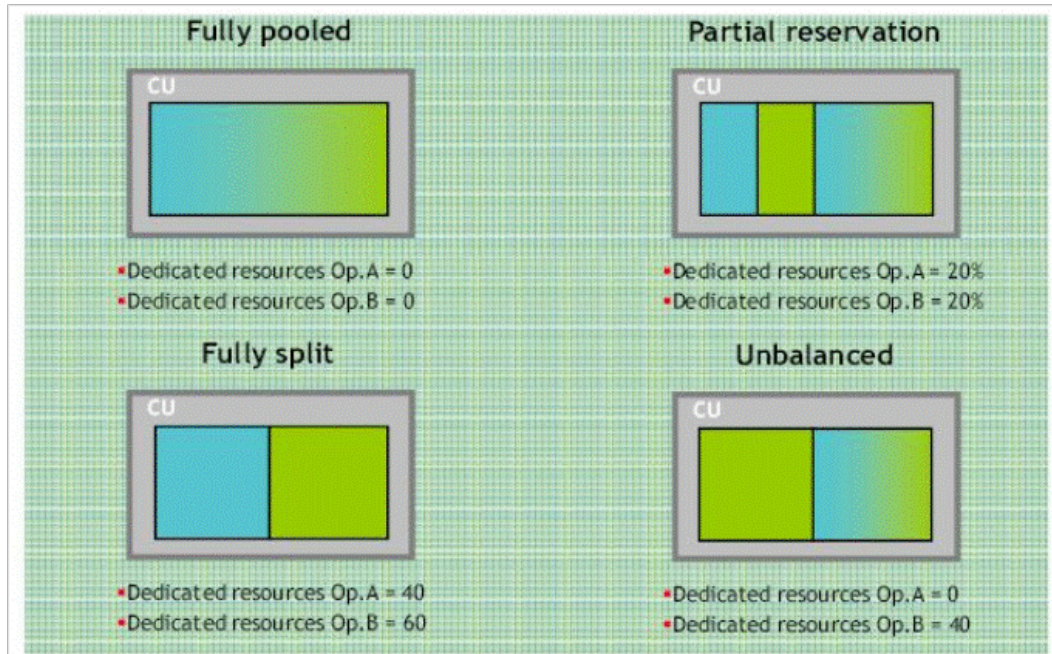 Fully pooled
CU
▪Dedicated resources Op.A = 0
▪Dedicated resources Op.B = 0
Partial reservation
CU
▪Dedicated resources Op.A = 20%
▪Dedicated resources Op.B = 20%
Fully split
CU
▪Dedicated resources Op.A = 40
▪Dedicated resources Op.B = 60
Unbalanced
CU
▪Dedicated resources Op.A = 0
▪Dedicated resources Op.B = 40